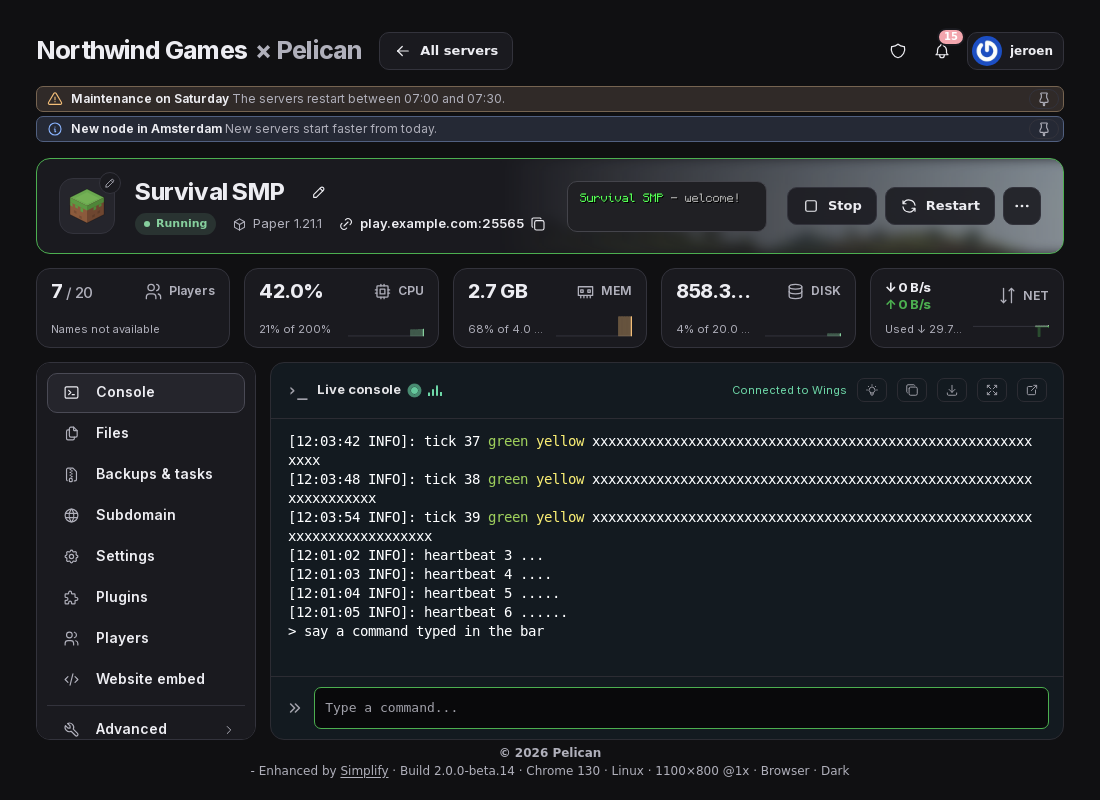 Northwind Games × Pelican
All servers
15
jeroen
Maintenance on Saturday The servers restart between 07:00 and 07:30.
New node in Amsterdam New servers start faster from today.
Survival SMP
Running
Paper 1.21.1
play.example.com:25565
Survival SMP – welcome!
Stop
Restart
...
7 / 20
Players
Names not available
42.0%
CPU
21% of 200%
2.7 GB
MEM
68% of 4.0 ...
858.3...
DISK
4% of 20.0 ...
↓ 0 B/s
↑ 0 B/s
NET
Used ↓ 29.7...
Console
Files
Backups & tasks
Subdomain
Settings
Plugins
Players
Website embed
Advanced
Live console
Connected to Wings
[12:03:42 INFO]: tick 37 green yellow xxxxxxxxxxxxxxxxxxxxxxxxxxxxxxxxxxxxxxxxxxxxxxxxxxxxxxx
xxxx
[12:03:48 INFO]: tick 38 green yellow xxxxxxxxxxxxxxxxxxxxxxxxxxxxxxxxxxxxxxxxxxxxxxxxxxxxxxx
xxxxxxxxxxx
[12:03:54 INFO]: tick 39 green yellow xxxxxxxxxxxxxxxxxxxxxxxxxxxxxxxxxxxxxxxxxxxxxxxxxxxxxxx
xxxxxxxxxxxxxxxxxx
[12:01:02 INFO]: heartbeat 3 ...
[12:01:03 INFO]: heartbeat 4 ....
[12:01:04 INFO]: heartbeat 5 .....
[12:01:05 INFO]: heartbeat 6 ......
> say a command typed in the bar
Type a command...
© 2026 Pelican
- Enhanced by Simplify · Build 2.0.0-beta.14 · Chrome 130 · Linux · 1100×800 @1x · Browser · Dark